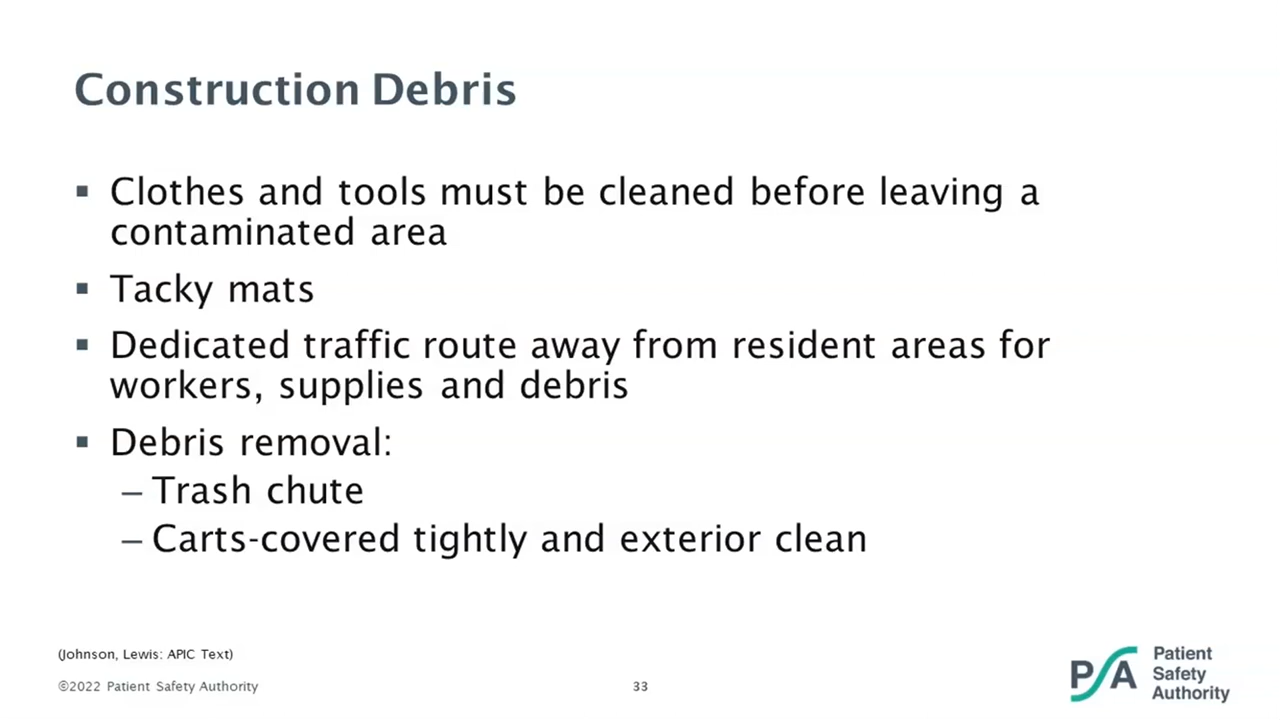 Construction Debris
▪ Clothes and tools must be cleaned before leaving a
contaminated area
▪ Tacky mats
▪ Dedicated traffic route away from resident areas for
workers, supplies and debris
▪ Debris removal:
– Trash chute
– Carts-covered tightly and exterior clean
(Johnson, Lewis: APIC Text)
©2022 Patient Safety Authority
33
PSA
Patient
Safety
Authority